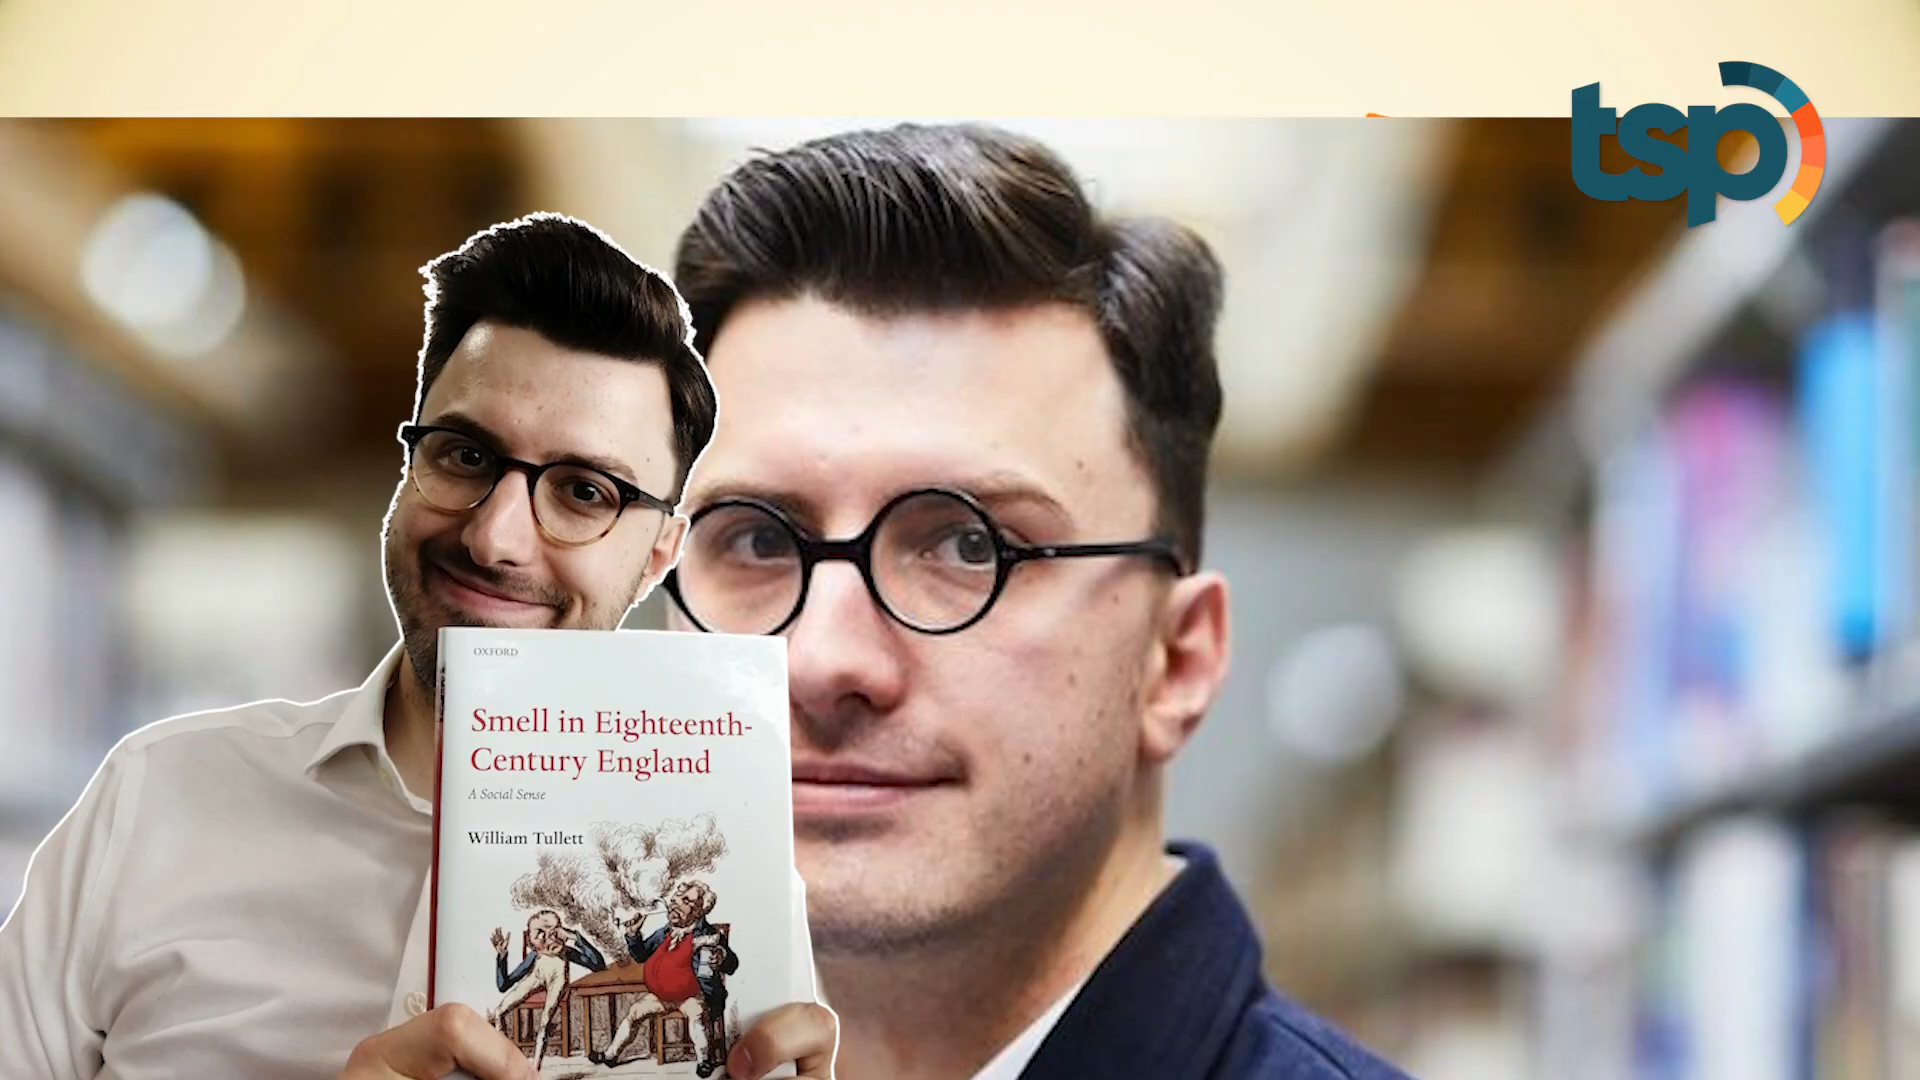 tsp
OXFORD
Smell in Eighteenth-
Century England
A Social Sense
William Tullett